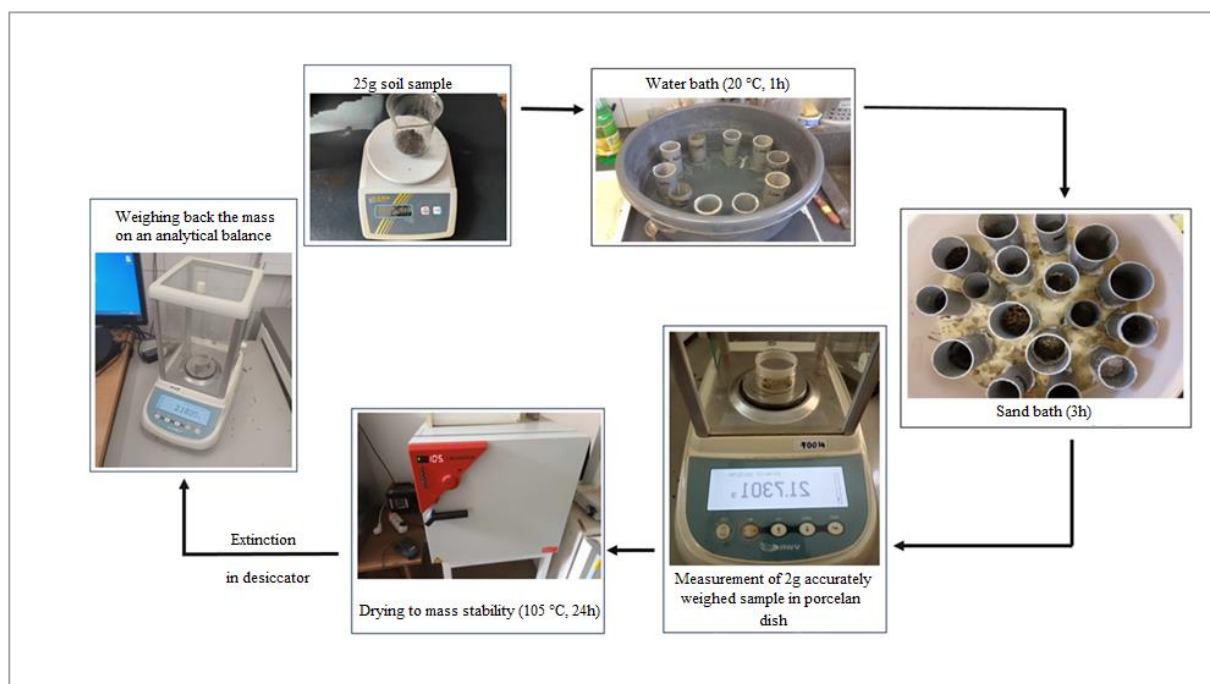 25g soil sample
Water bath (20 °C, 1h)
Weighing back the mass
on an analytical balance
Sand bath (3h)
21.7301 g
Measurement of 2g accurately
weighed sample in porcelan
dish
105
Drying to mass stability (105 °C, 24h)
Extinction
in desiccator